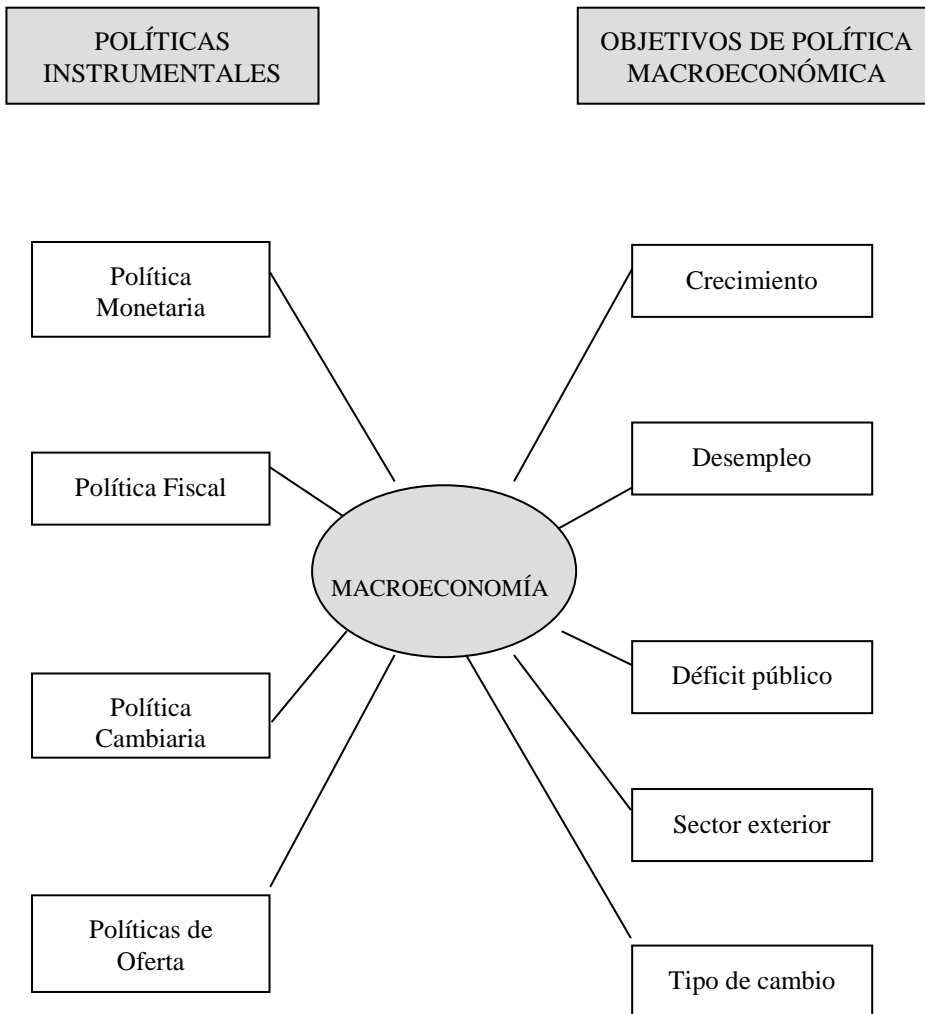 POLÍTICAS
INSTRUMENTALES
OBJETIVOS DE POLÍTICA
MACROECONÓMICA
Política
Monetaria
Crecimiento
Política Fiscal
Desempleo
MACROECONOMÍA
Política
Cambiaria
Déficit público
Sector exterior
Políticas de
Oferta
Tipo de cambio